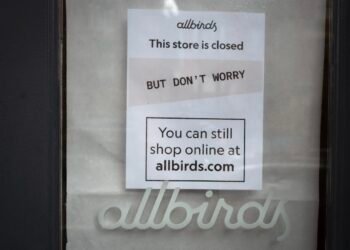 allbirds
This store is closed
BUT DON'T WORRY
You can still
shop online at
allbirds.com
allbirds